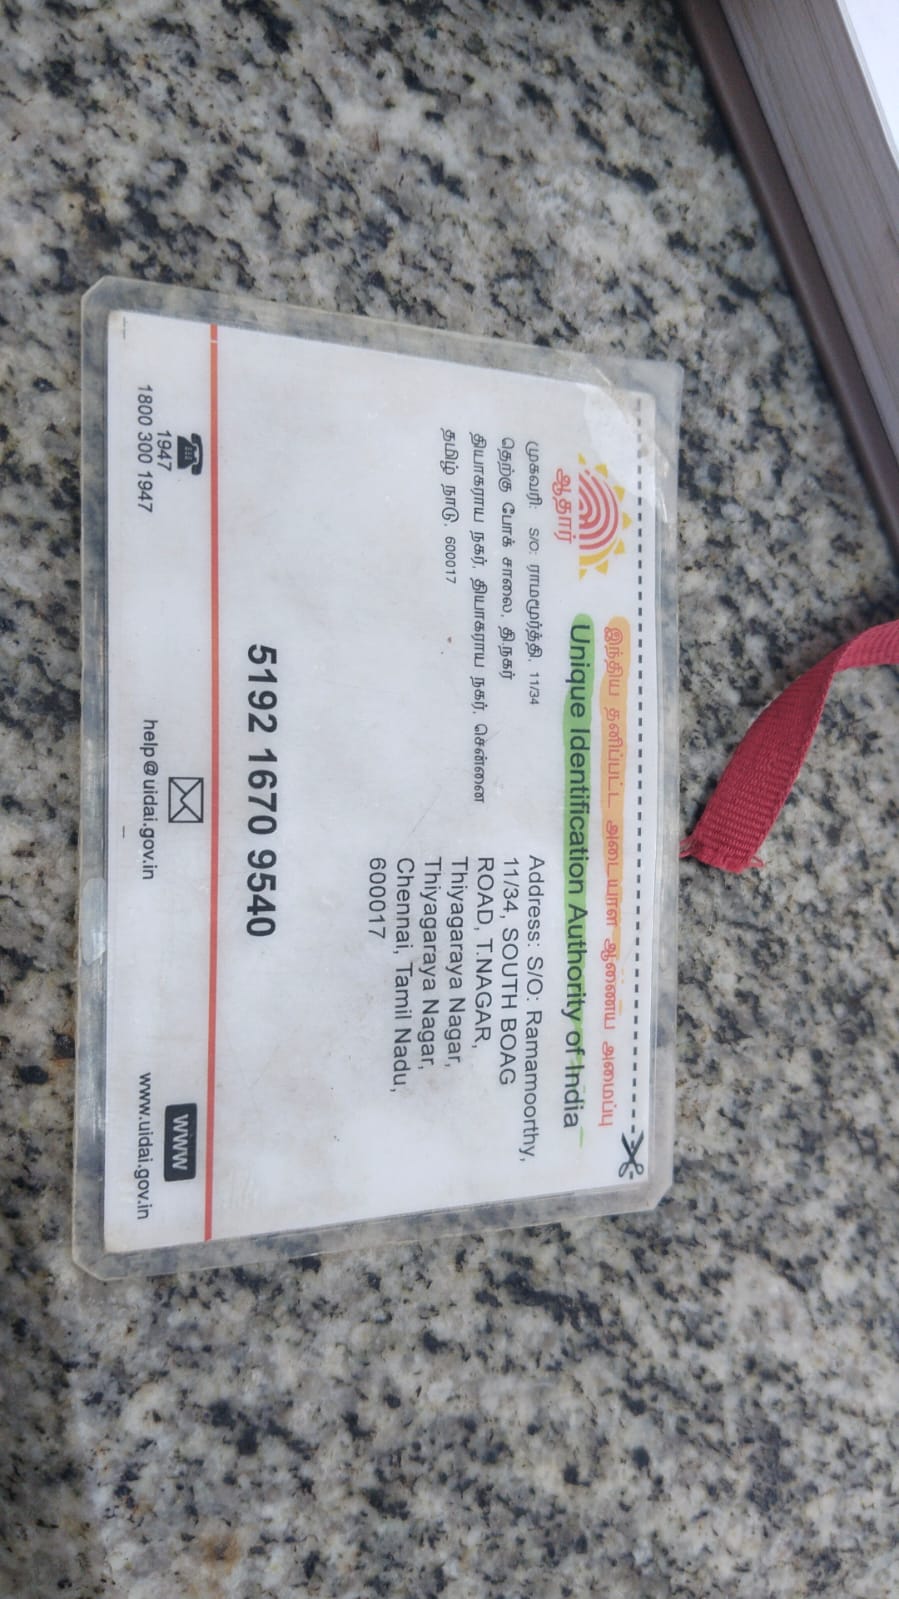 இந்திய தனிப்பட்ட அடையாள ஆணைய அமைப்பு
Unique Identification Authority of India
ஆதார்
முகவரி: S/O: ராமமூர்த்தி, 11/34
தெற்கு போக் சாலை, தி.நகர்
தியாகராய நகர், தியாகராய நகர், சென்னை
தமிழ் நாடு, 600017
Address: S/O: Ramamoorthy,
11/34, SOUTH BOAG
ROAD, T.NAGAR,
Thiyagaraya Nagar,
Thiyagaraya Nagar,
Chennai, Tamil Nadu,
600017
5192 1670 9540
1947
1800 300 1947
help@uidai.gov.in
WWW
www.uidai.gov.in